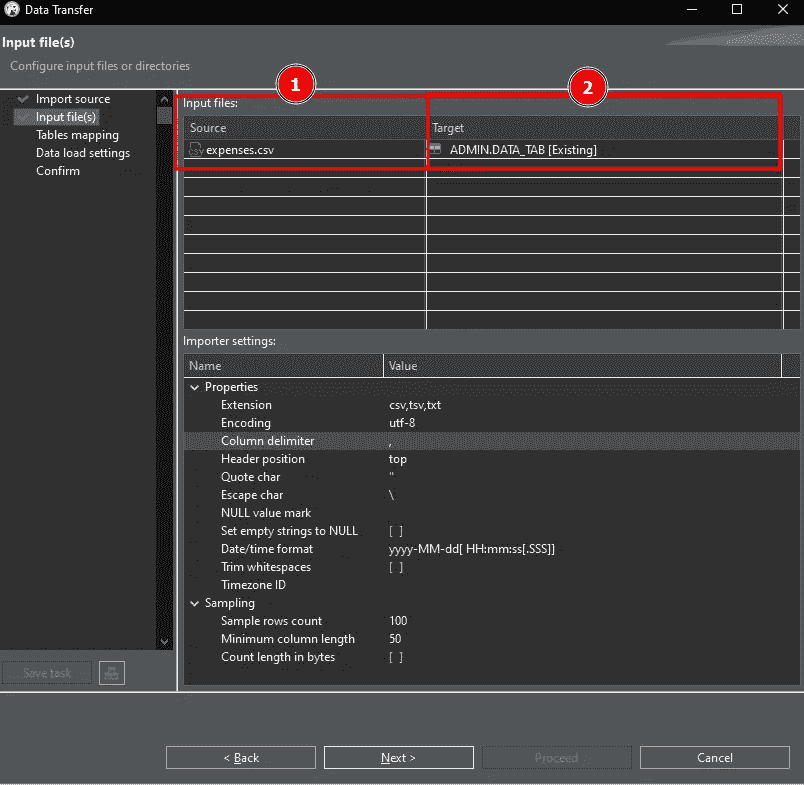 Data Transfer
Input file(s)
Configure input files or directories
Import source
Input file(s)
Tables mapping
Data load settings
Confirm
1
2
Input files:
Source Target
CSV expenses.csv ADMIN.DATA_TAB [Existing]
Importer settings:
Name Value
Properties
Extension csv,tsv,txt
Encoding utf-8
Column delimiter ,
Header position top
Quote char "
Escape char \
NULL value mark
Set empty strings to NULL [ ]
Date/time format yyyy-MM-dd[ HH:mm:ss[.SSS]]
Trim whitespaces [ ]
Timezone ID
Sampling
Sample rows count 100
Minimum column length 50
Count length in bytes [ ]
Save task
< Back Next > Proceed Cancel